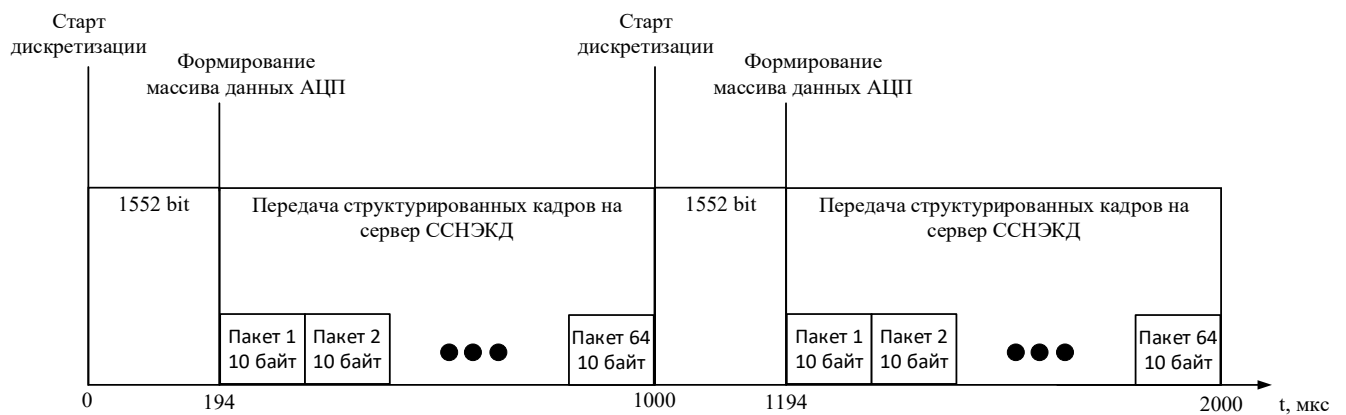 Старт
дискретизации
Формирование
массива данных АЦП
Старт
дискретизации
Формирование
массива данных АЦП
1552 bit
Передача структурированных кадров на
сервер ССНЭКД
1552 bit
Передача структурированных кадров на
сервер ССНЭКД
Пакет 1
10 байт
Пакет 2
10 байт
Пакет 64
10 байт
Пакет 1
10 байт
Пакет 2
10 байт
Пакет 64
10 байт
0
194
1000
1194
2000
t, мкс